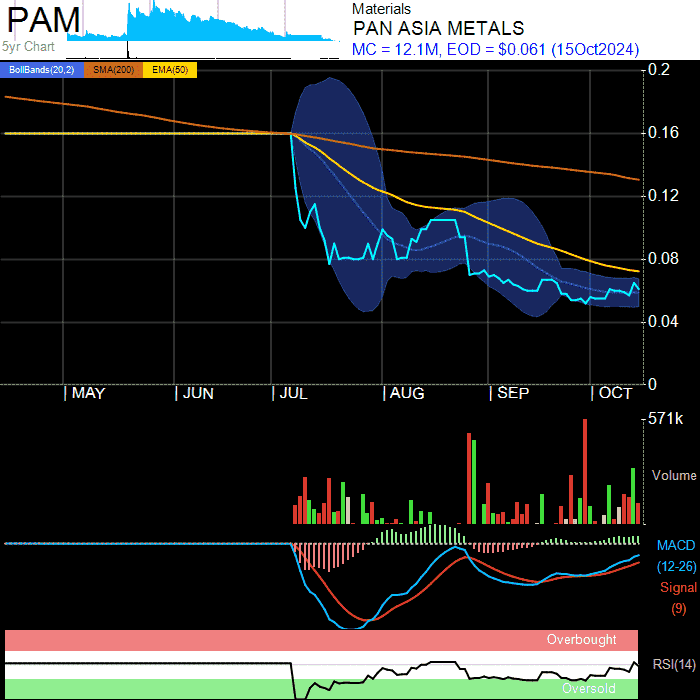 PAM
5yr Chart
Materials
PAN ASIA METALS
MC = 12.1M, EOD = $0.061 (15Oct2024)
BollBands(20,2) SMA(200) EMA(50)
0.2
0.16
0.12
0.08
0.04
0
MAY JUN JUL AUG SEP OCT
571k
Volume
MACD
(12-26)
Signal
(9)
Overbought
RSI(14)
Oversold